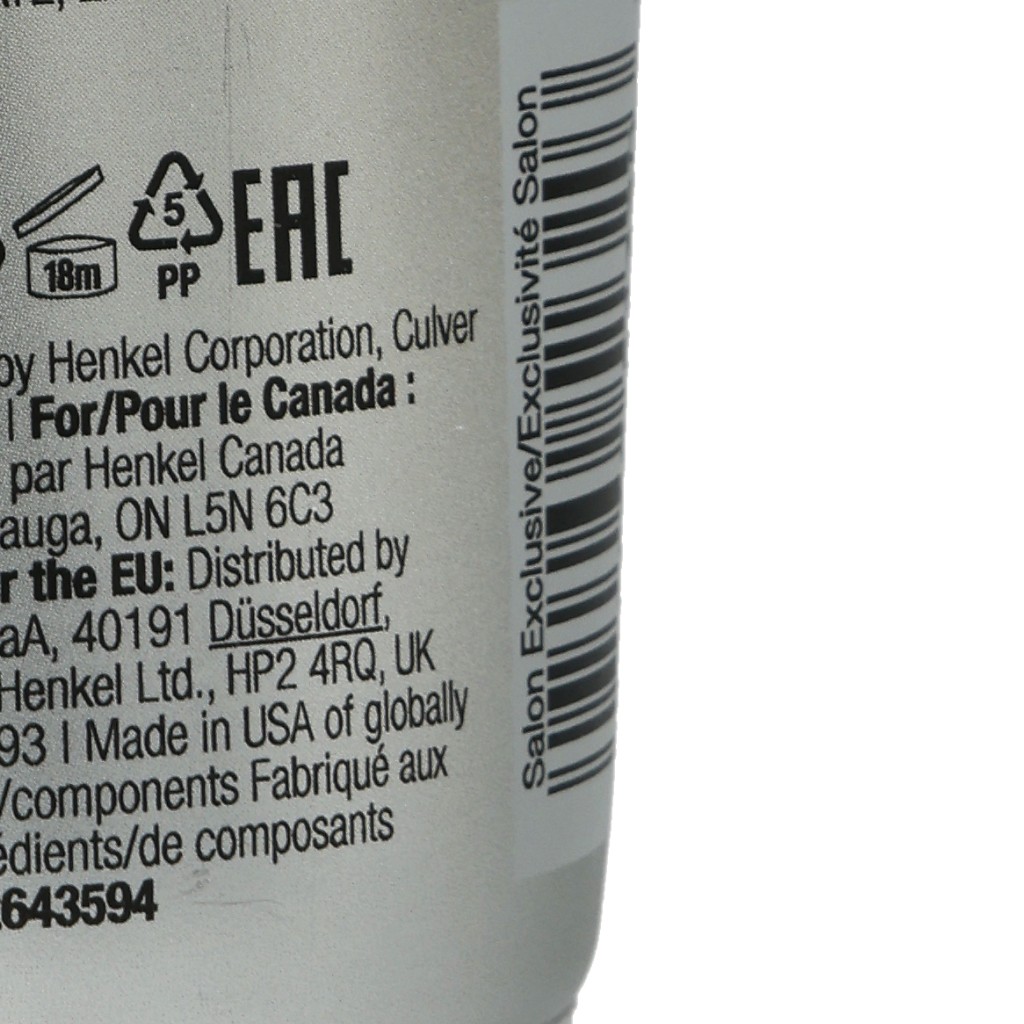 18m
5
PP
EAC
by Henkel Corporation, Culver
| For/Pour le Canada :
par Henkel Canada
auga, ON L5N 6C3
r the EU: Distributed by
aA, 40191 Düsseldorf,
Henkel Ltd., HP2 4RQ, UK
93 | Made in USA of globally
/components Fabriqué aux
édients/de composants
643594
Salon Exclusive/Exclusivité Salon